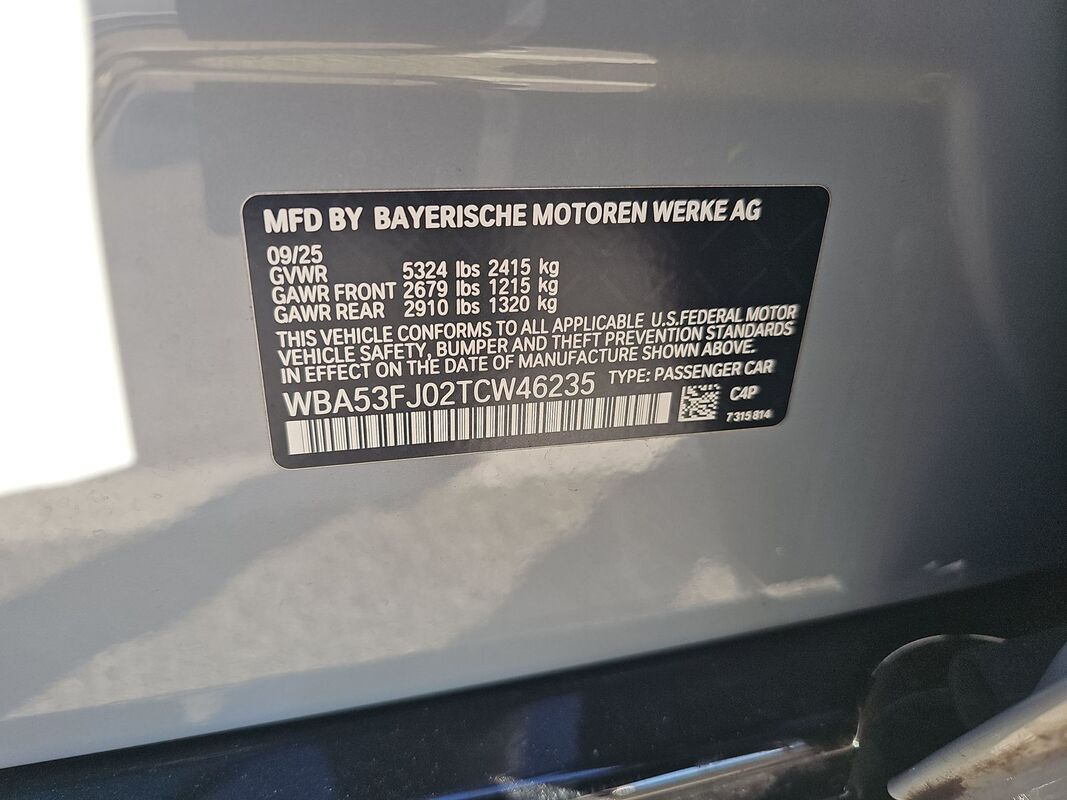 MFD BY BAYERISCHE MOTOREN WERKE AG
09/25
GVWR 5324 lbs 2415 kg
GAWR FRONT 2679 lbs 1215 kg
GAWR REAR 2910 lbs 1320 kg
THIS VEHICLE CONFORMS TO ALL APPLICABLE U.S.FEDERAL MOTOR
VEHICLE SAFETY, BUMPER AND THEFT PREVENTION STANDARDS
IN EFFECT ON THE DATE OF MANUFACTURE SHOWN ABOVE.
WBA53FJ02TCW46235 TYPE: PASSENGER CAR
C4P
7315814